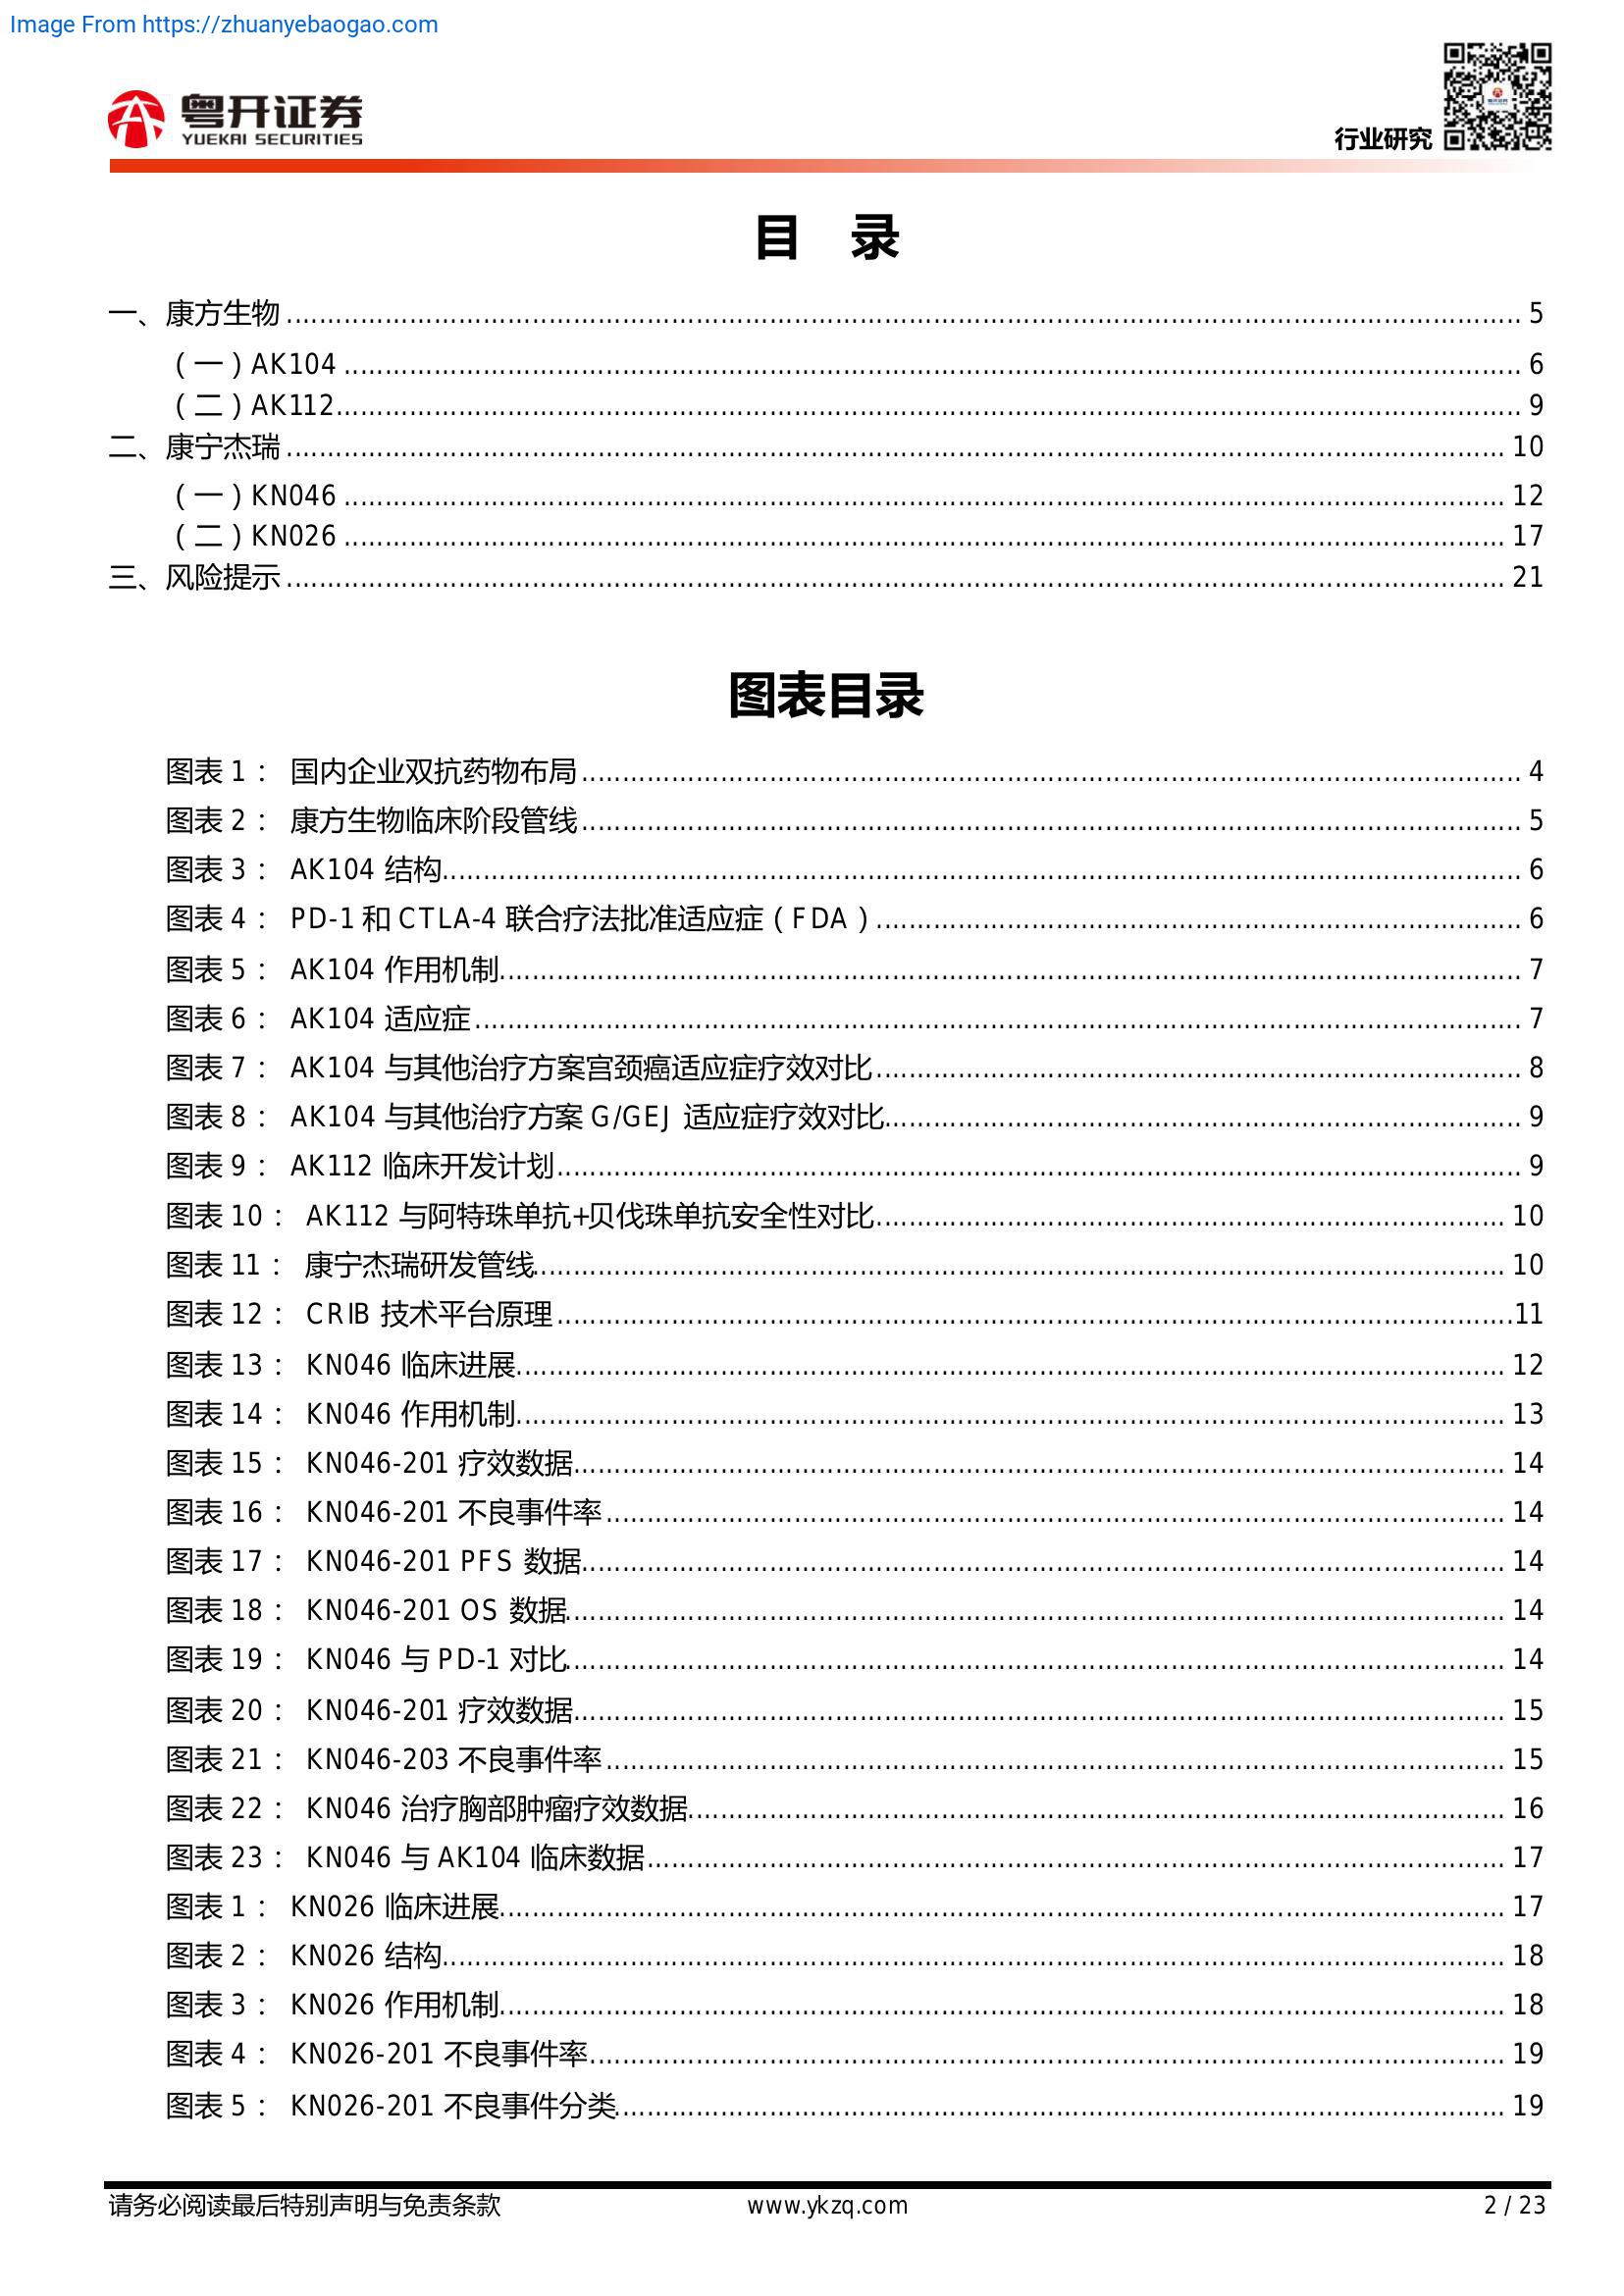 Image From https://zhuanyebaogao.com
粤开证券
YUEKAI SECURITIES
行业研究
目 录
一、康方生物 5
（一）AK104 6
（二）AK112 9
二、康宁杰瑞 10
（一）KN046 12
（二）KN026 17
三、风险提示 21
图表目录
图表 1： 国内企业双抗药物布局 4
图表 2： 康方生物临床阶段管线 5
图表 3： AK104 结构 6
图表 4： PD-1 和 CTLA-4 联合疗法批准适应症（FDA） 6
图表 5： AK104 作用机制 7
图表 6： AK104 适应症 7
图表 7： AK104 与其他治疗方案宫颈癌适应症疗效对比 8
图表 8： AK104 与其他治疗方案 G/GEJ 适应症疗效对比 9
图表 9： AK112 临床开发计划 9
图表 10： AK112 与阿特珠单抗+贝伐珠单抗安全性对比 10
图表 11： 康宁杰瑞研发管线 10
图表 12： CRIB 技术平台原理 11
图表 13： KN046 临床进展 12
图表 14： KN046 作用机制 13
图表 15： KN046-201 疗效数据 14
图表 16： KN046-201 不良事件率 14
图表 17： KN046-201 PFS 数据 14
图表 18： KN046-201 OS 数据 14
图表 19： KN046 与 PD-1 对比 14
图表 20： KN046-201 疗效数据 15
图表 21： KN046-203 不良事件率 15
图表 22： KN046 治疗胸部肿瘤疗效数据 16
图表 23： KN046 与 AK104 临床数据 17
图表 1： KN026 临床进展 17
图表 2： KN026 结构 18
图表 3： KN026 作用机制 18
图表 4： KN026-201 不良事件率 19
图表 5： KN026-201 不良事件分类 19
请务必阅读最后特别声明与免责条款 www.ykzq.com 2 / 23